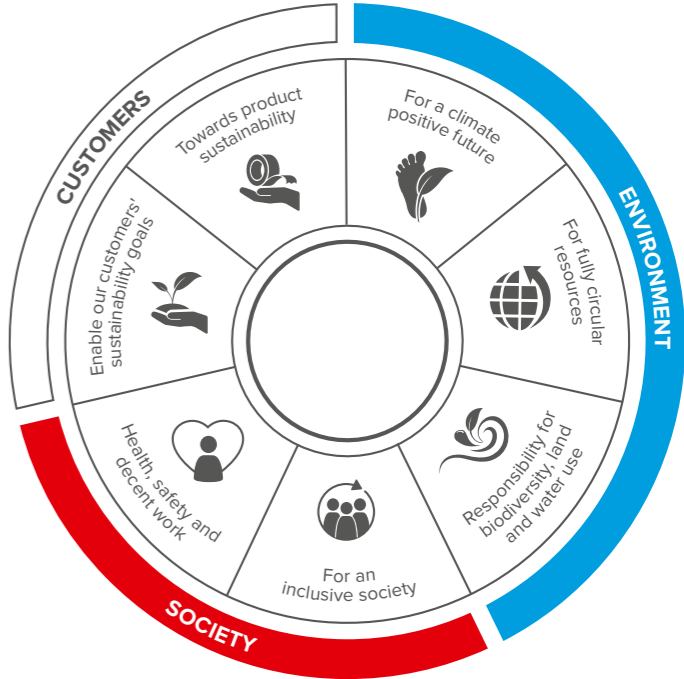 CUSTOMERS
Towards product
sustainability
For a climate
positive future
ENVIRONMENT
For fully circular
resources
Responsibility for
biodiversity, land
and water use
For an
inclusive society
SOCIETY
Health, safety and
decent work
Enable our customers'
sustainability goals